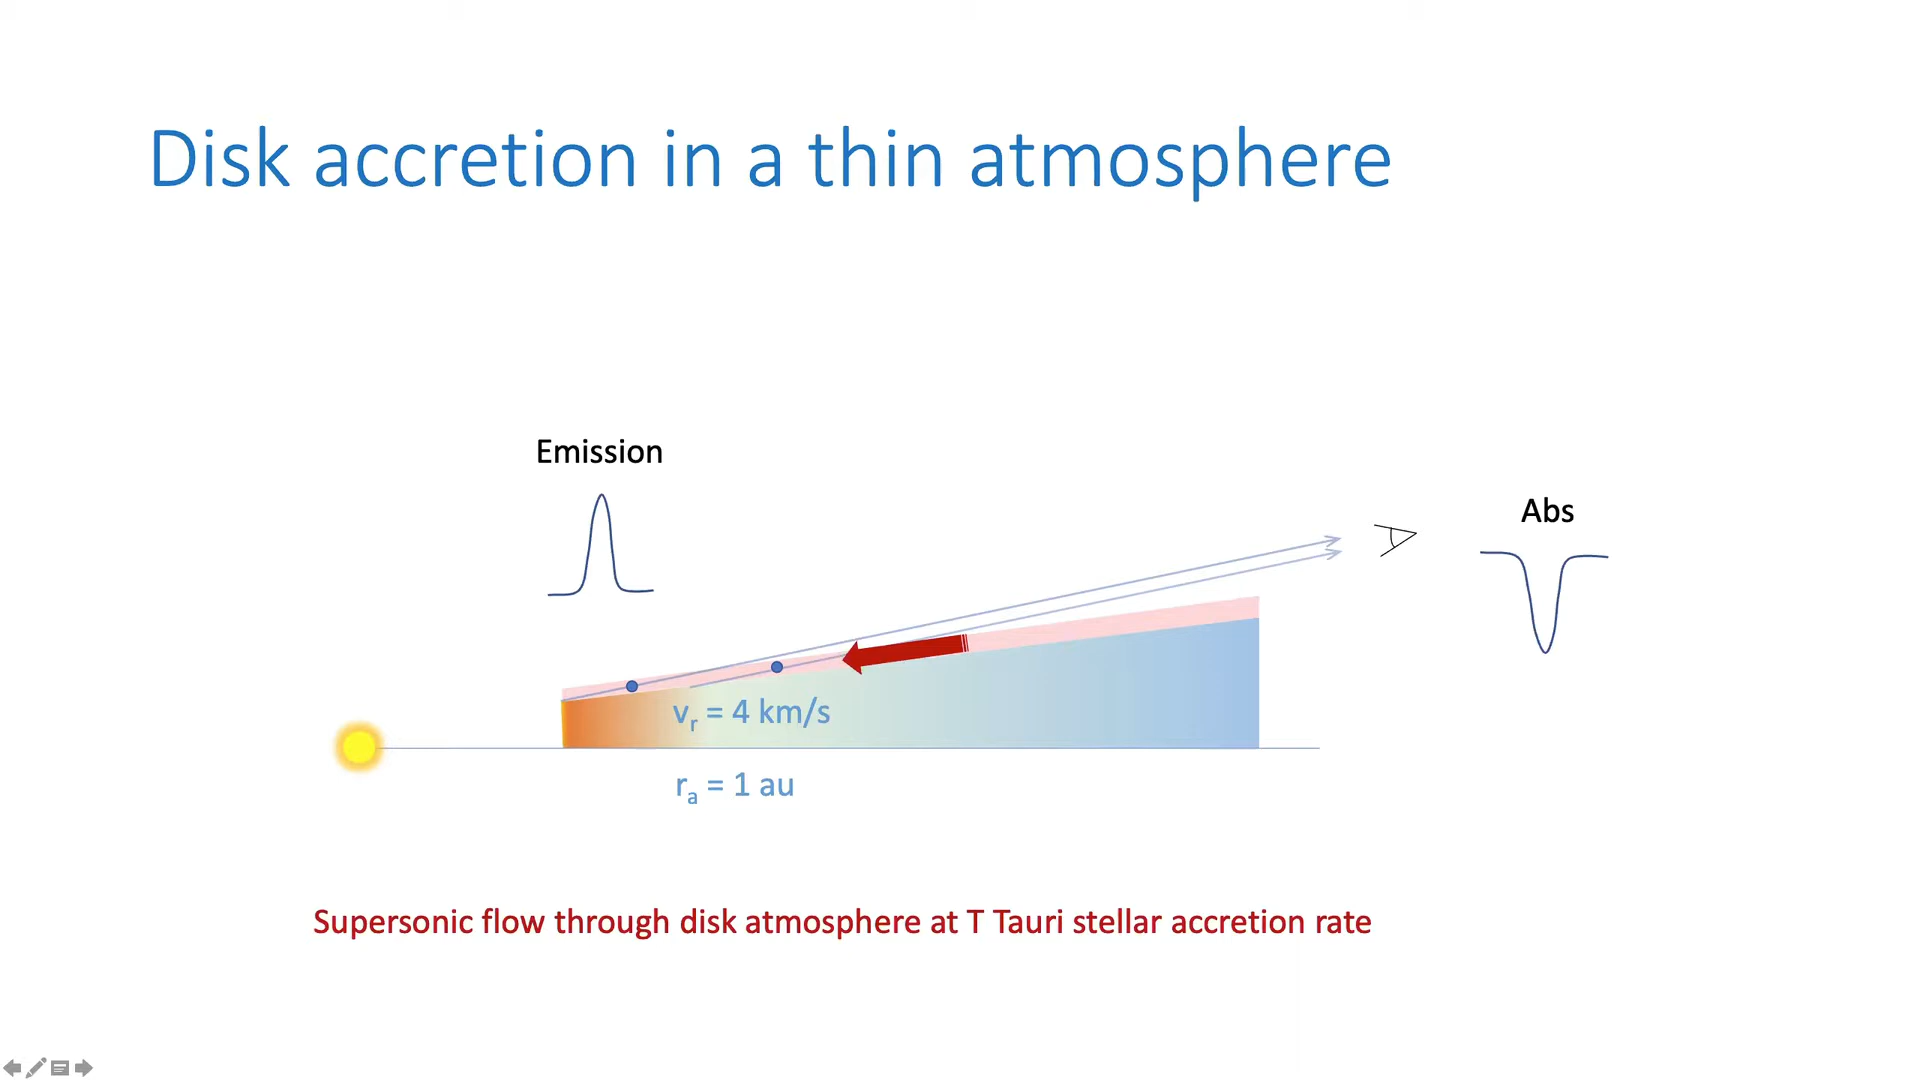 Disk accretion in a thin atmosphere
Emission
Abs
vr = 4 km/s
ra = 1 au
Supersonic flow through disk atmosphere at T Tauri stellar accretion rate